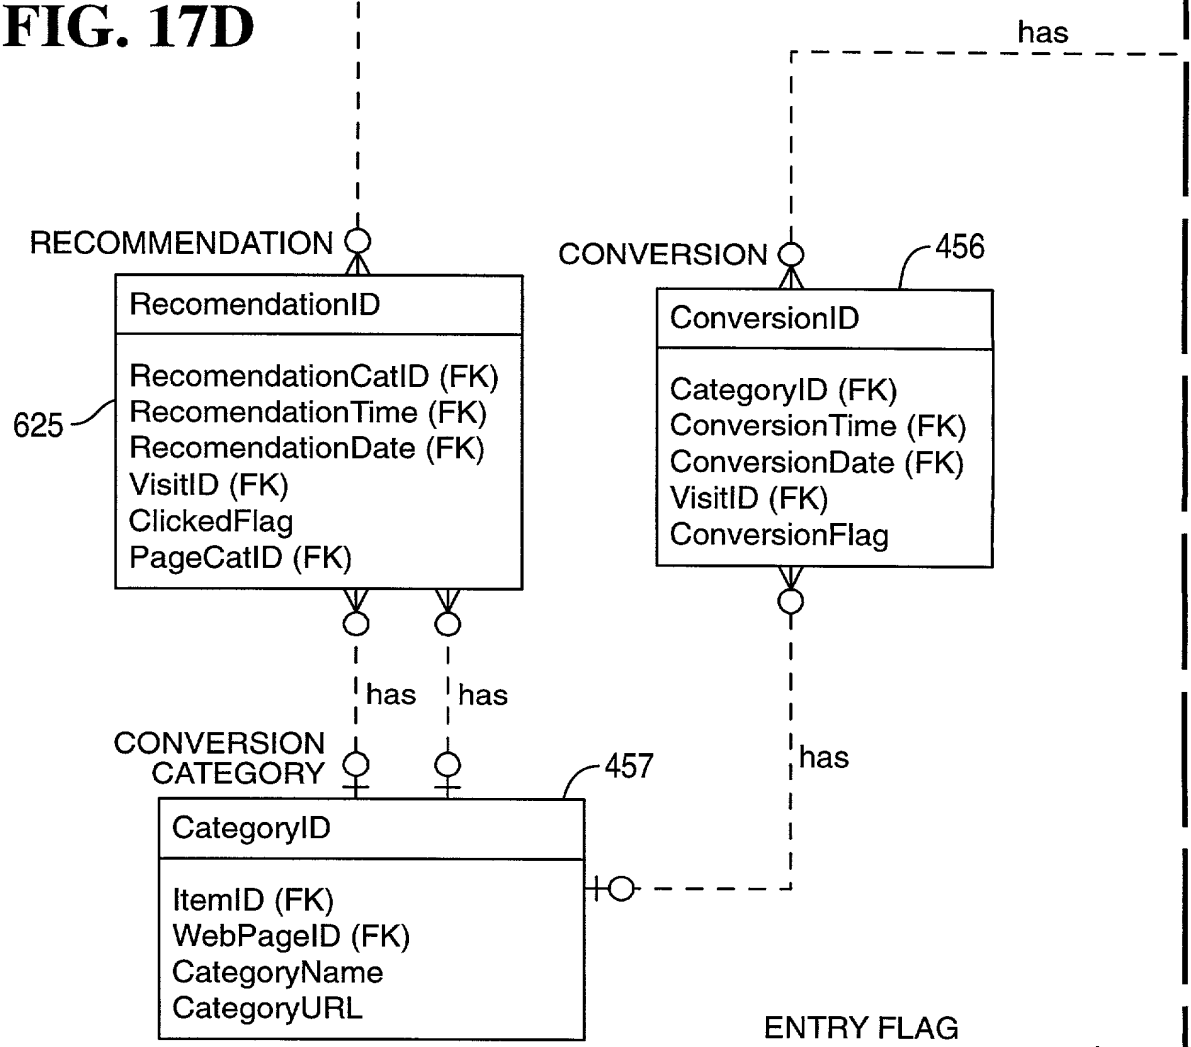 FIG. 17D
has
RECOMMENDATION
RecomendationID
RecomendationCatID (FK)
RecomendationTime (FK)
RecomendationDate (FK)
VisitID (FK)
ClickedFlag
PageCatID (FK)
625
CONVERSION
456
ConversionID
CategoryID (FK)
ConversionTime (FK)
ConversionDate (FK)
VisitID (FK)
ConversionFlag
has
has
has
CONVERSION
CATEGORY
457
CategoryID
ItemID (FK)
WebPageID (FK)
CategoryName
CategoryURL
ENTRY FLAG